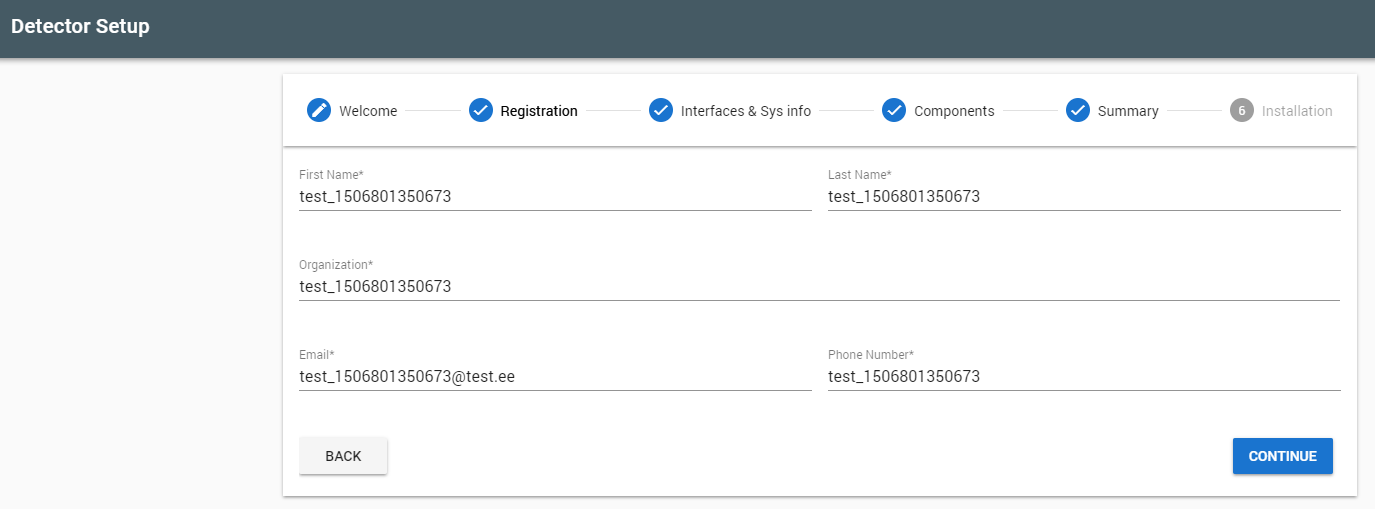 Detector Setup
Welcome Registration Interfaces & Sys info Components Summary 6 Installation
First Name* Last Name*
test_1506801350673 test_1506801350673
Organization*
test_1506801350673
Email* Phone Number*
test_1506801350673@test.ee test_1506801350673
BACK CONTINUE